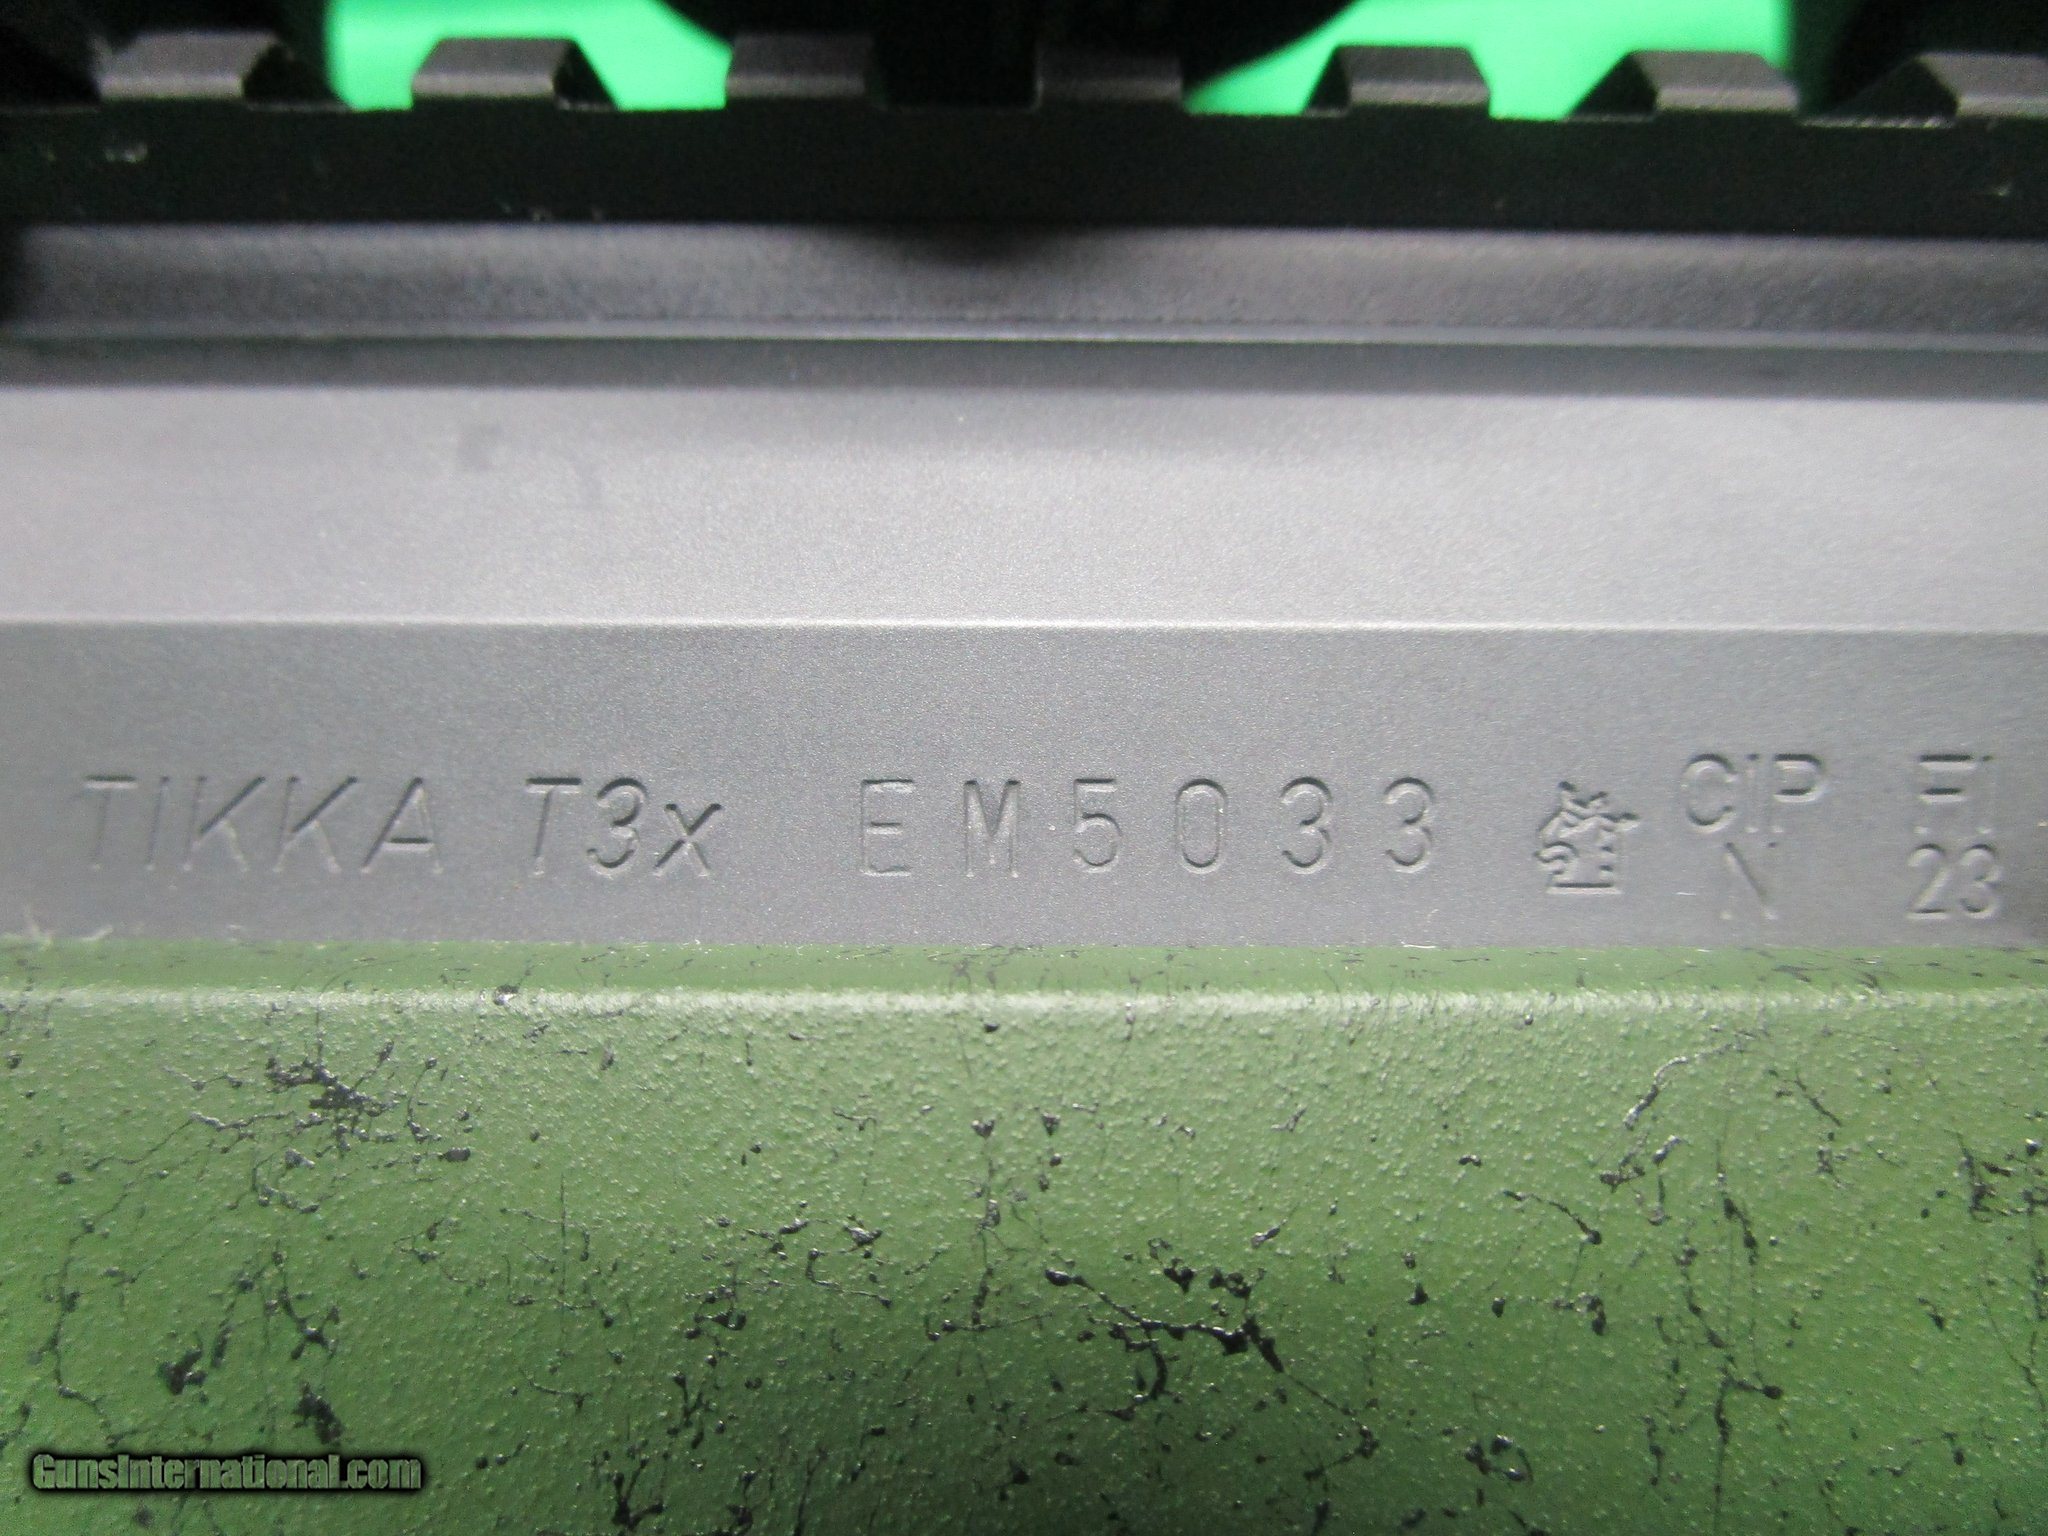 TIKKA T3x EM5033 CIP FI
N 23
GunsInternational.com